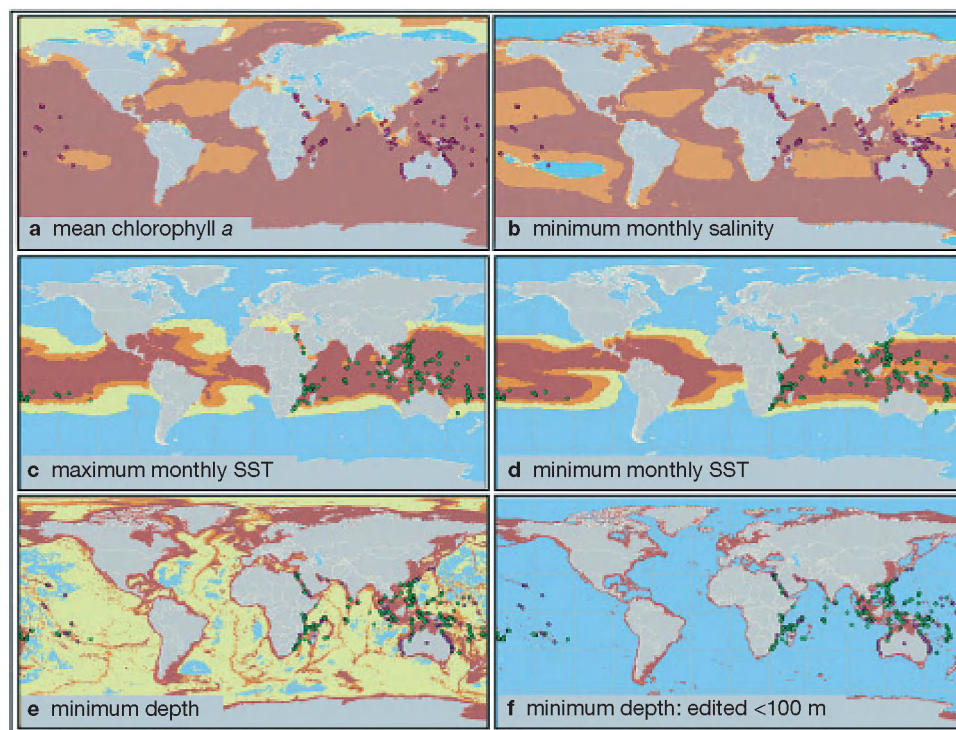 a mean chlorophyll a
b minimum monthly salinity
c maximum monthly SST
d minimum monthly SST
e minimum depth
f minimum depth: edited <100 m